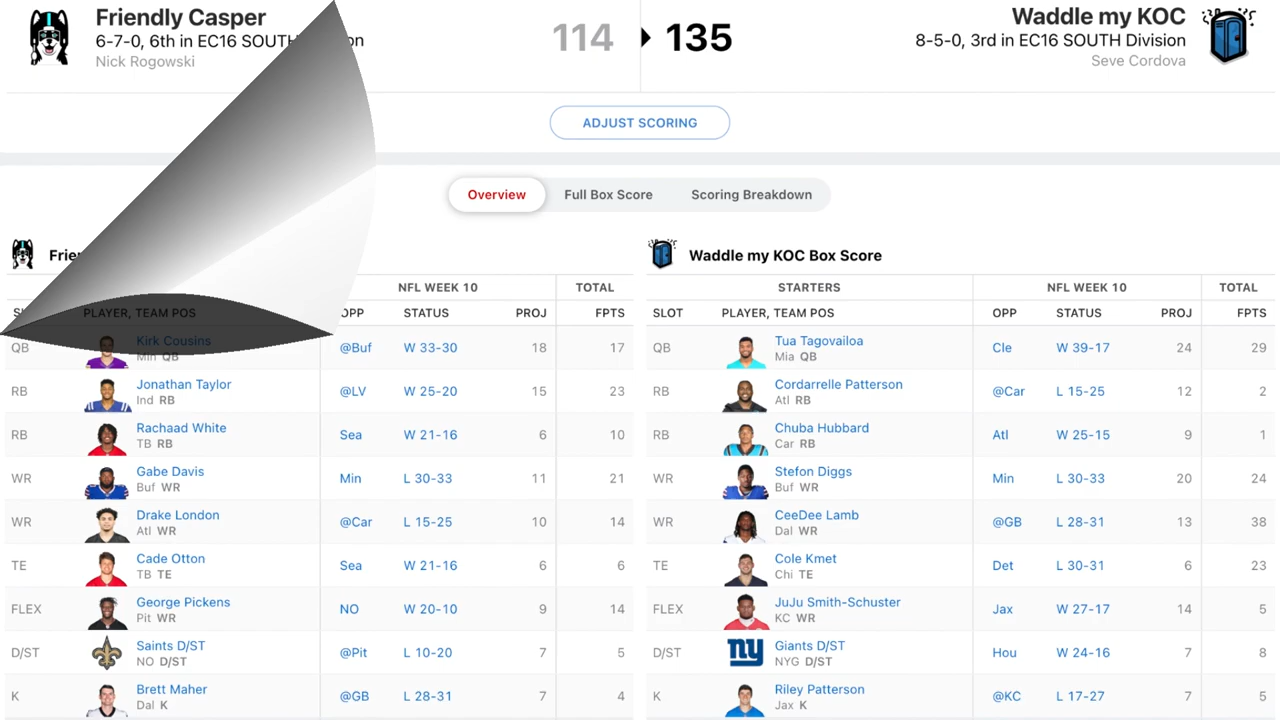 Friendly Casper
6-7-0, 6th in EC16 SOUTH
Nick Rogowski
114 135
Waddle my KOC
8-5-0, 3rd in EC16 SOUTH Division
Seve Cordova
ADJUST SCORING
Overview Full Box Score Scoring Breakdown
Waddle my KOC Box Score
NFL WEEK 10 TOTAL
STARTERS NFL WEEK 10 TOTAL
PLAYER, TEAM POS OPP STATUS PROJ FPTS
SLOT PLAYER, TEAM POS OPP STATUS PROJ FPTS
QB Kirk Cousins @Buf W 33-30 18 17
Min QB
RB Jonathan Taylor @LV W 25-20 15 23
Ind RB
RB Rachaad White Sea W 21-16 6 10
TB RB
WR Gabe Davis Min L 30-33 11 21
Buf WR
WR Drake London @Car L 15-25 10 14
Atl WR
TE Cade Otton Sea W 21-16 6 6
TB TE
FLEX George Pickens NO W 20-10 9 14
Pit WR
D/ST Saints D/ST @Pit L 10-20 7 5
NO D/ST
K Brett Maher @GB L 28-31 7 4
Dal K
QB Tua Tagovailoa Cle W 39-17 24 29
Mia QB
RB Cordarrelle Patterson @Car L 15-25 12 2
Atl RB
RB Chuba Hubbard Atl W 25-15 9 1
Car RB
WR Stefon Diggs Min L 30-33 20 24
Buf WR
WR CeeDee Lamb @GB L 28-31 13 38
Dal WR
TE Cole Kmet Det L 30-31 6 23
Chi TE
FLEX JuJu Smith-Schuster Jax W 27-17 14 5
KC WR
D/ST Giants D/ST Hou W 24-16 7 8
NYG D/ST
K Riley Patterson @KC L 17-27 7 5
Jax K